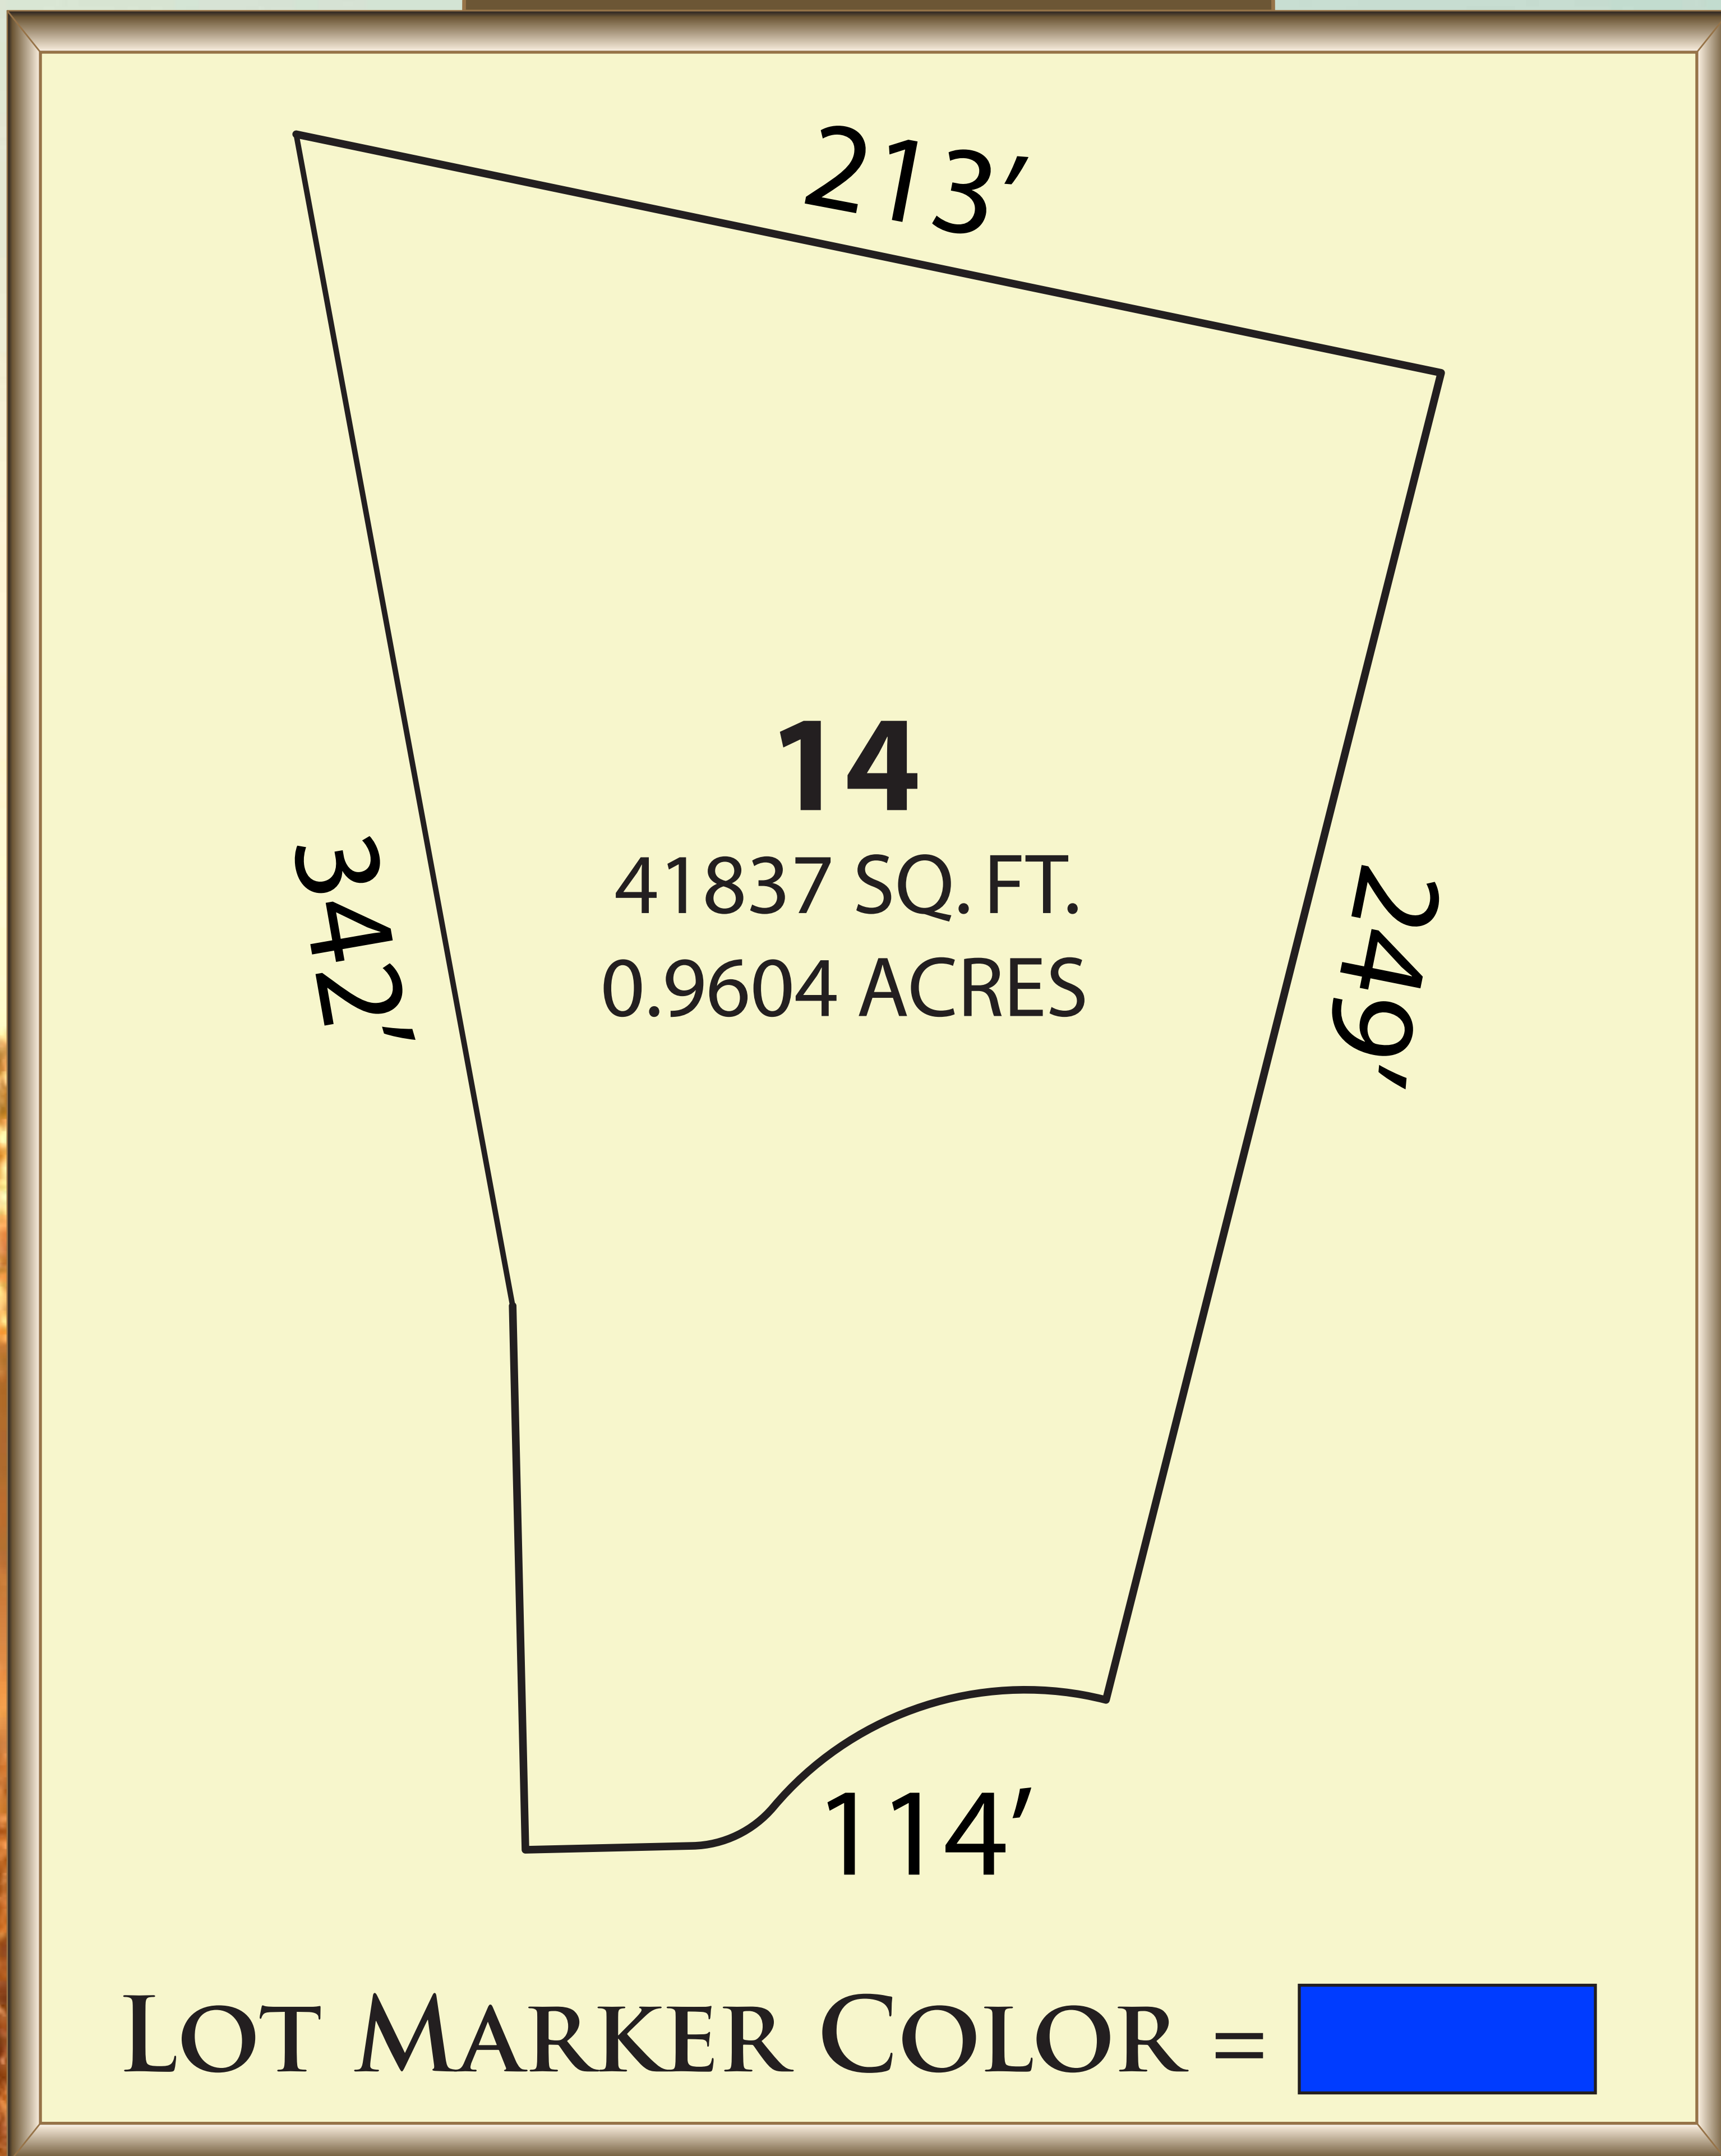 213’
14
41837 SQ. FT.
0.9604 ACRES
342’
249’
114’
LOT MARKER COLOR =